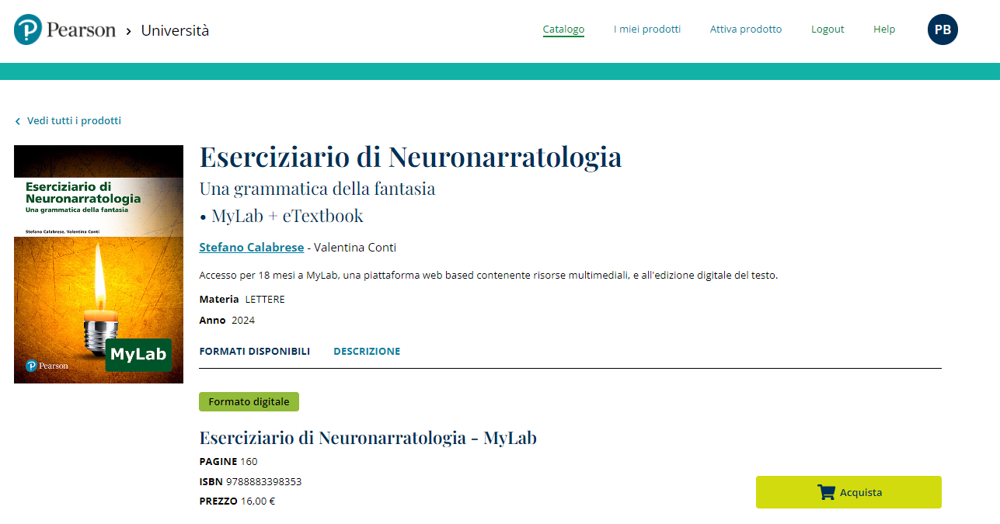 Pearson › Università
Catalogo
I miei prodotti
Attiva prodotto
Logout
Help
PB
Vedi tutti i prodotti
Eserciziario di
Neuronarratologia
Una grammatica della fantasia
Stefano Calabrese, Valentina Conti
MyLab
Pearson
Eserciziario di Neuronarratologia
Una grammatica della fantasia
• MyLab + eTextbook
Stefano Calabrese - Valentina Conti
Accesso per 18 mesi a MyLab, una piattaforma web based contenente risorse multimediali, e all'edizione digitale del testo.
Materia LETTERE
Anno 2024
FORMATI DISPONIBILI
DESCRIZIONE
Formato digitale
Eserciziario di Neuronarratologia - MyLab
PAGINE 160
ISBN 9788883398353
PREZZO 16,00 €
Acquista